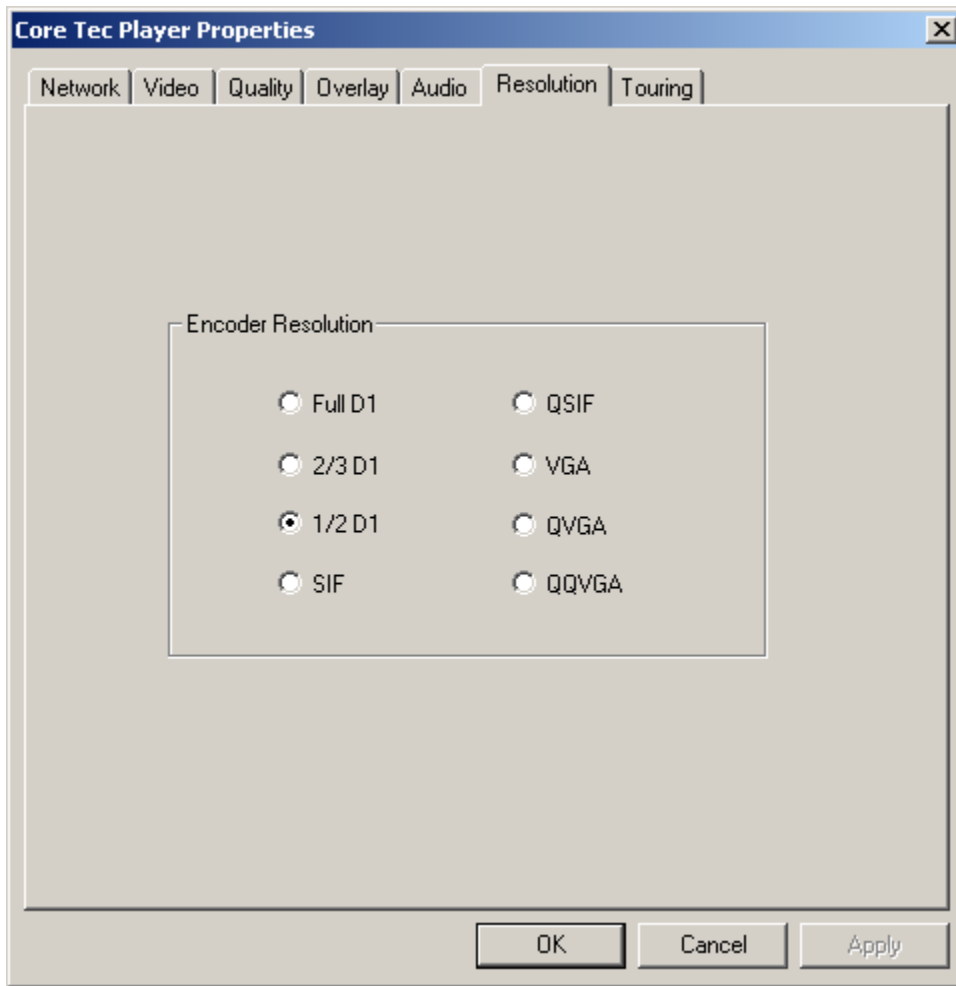 Core Tec Player Properties
Network Video Quality Overlay Audio Resolution Touring
Encoder Resolution
Full D1 QSIF
2/3 D1 VGA
1/2 D1 QVGA
SIF QQVGA
OK Cancel Apply